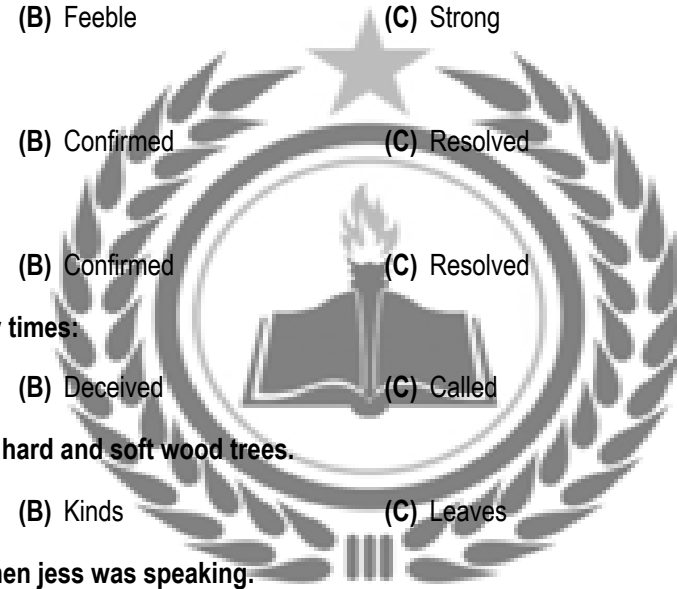 (B) Feeble (C) Strong
(B) Confirmed (C) Resolved
(B) Confirmed (C) Resolved
times:
(B) Deceived (C) Called
hard and soft wood trees.
(B) Kinds (C) Leaves
jess was speaking.